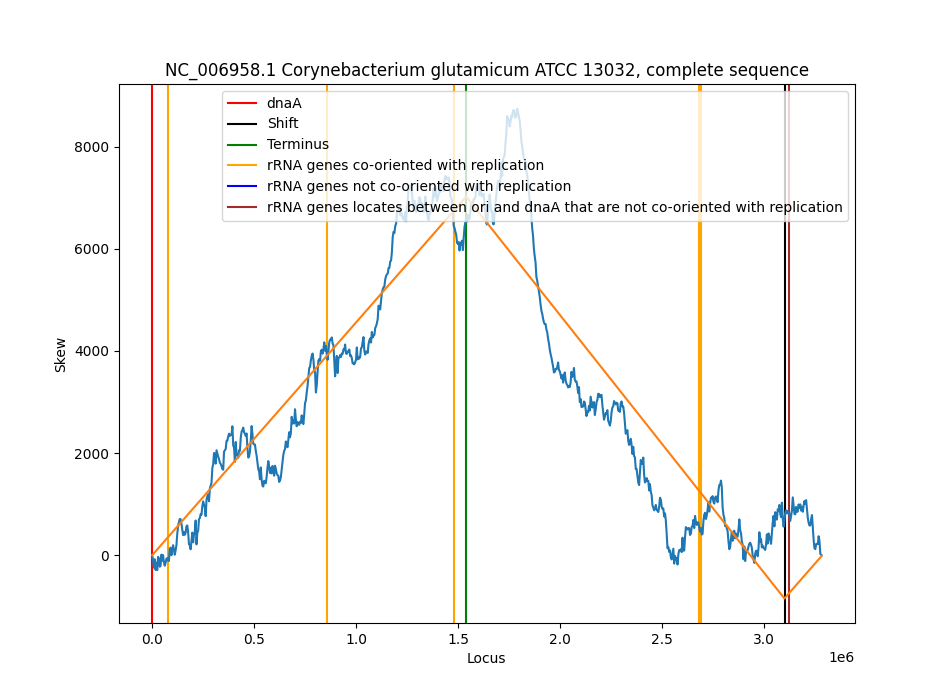 NC_006958.1 Corynebacterium glutamicum ATCC 13032, complete sequence
dnaA
Shift
Terminus
rRNA genes co-oriented with replication
rRNA genes not co-oriented with replication
rRNA genes locates between ori and dnaA that are not co-oriented with replication
8000
6000
4000
2000
0
Skew
0.0 0.5 1.0 1.5 2.0 2.5 3.0
1e6
Locus